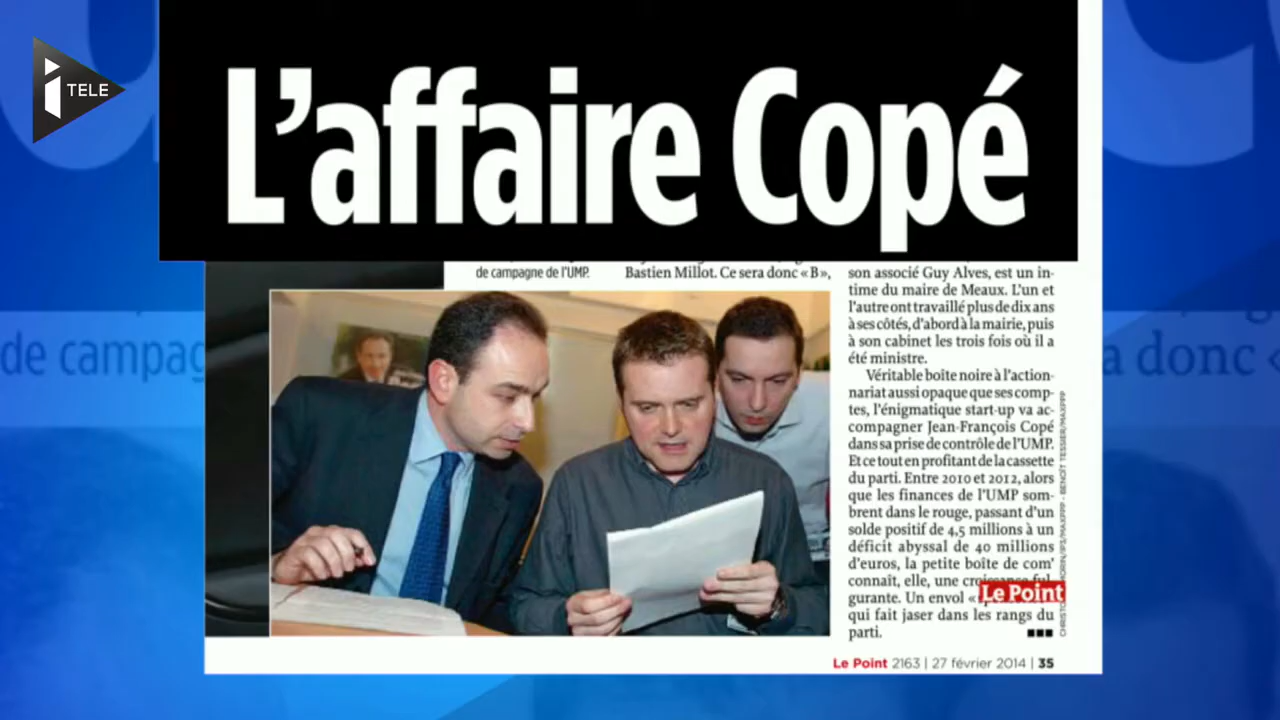 iTELE
L'affaire Copé
de campagne de l'UMP.
Bastien Millot. Ce sera donc « B »,
son associé Guy Alves, est un in-
time du maire de Meaux. L'un et
l'autre ont travaillé plus de dix ans
à ses côtés, d'abord à la mairie, puis
à son cabinet les trois fois où il a
été ministre.
Véritable boîte noire à l'action-
nariat aussi opaque que ses comp-
tes, l'énigmatique start-up va ac-
compagner Jean-François Copé
dans sa prise de contrôle de l'UMP.
Et ce tout en profitant de la cassette
du parti. Entre 2010 et 2012, alors
que les finances de l'UMP som-
brent dans le rouge, passant d'un
solde positif de 4,5 millions à un
déficit abyssal de 40 millions
d'euros, la petite boîte de com'
connaît, elle, une
gurante. Un envol «
qui fait jaser dans les rangs du
parti.
Le Point
Le Point 2163 | 27 février 2014 | 35
MORIN/IP3/MAXPPP – BENOÎT TESSIER/MAXPPP
de campag
a donc «